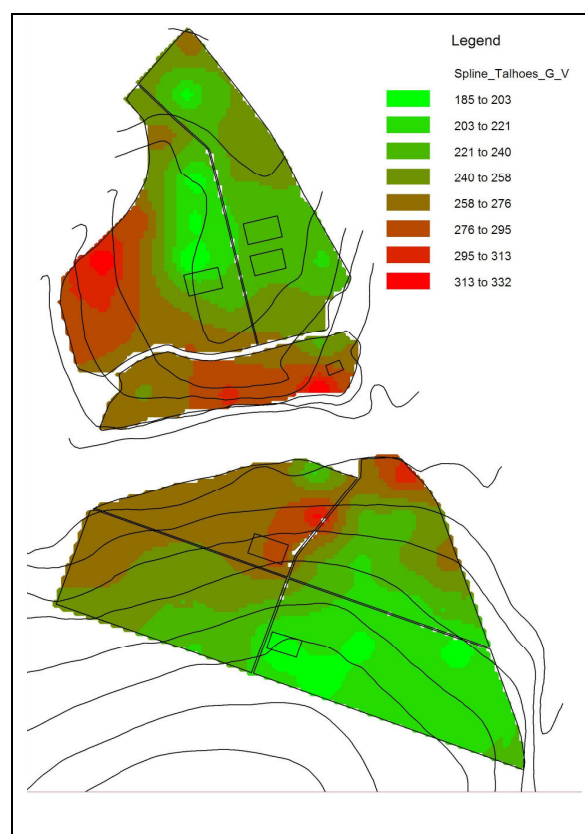 Legend
Spline_Talhoes_G_V
185 to 203
203 to 221
221 to 240
240 to 258
258 to 276
276 to 295
295 to 313
313 to 332